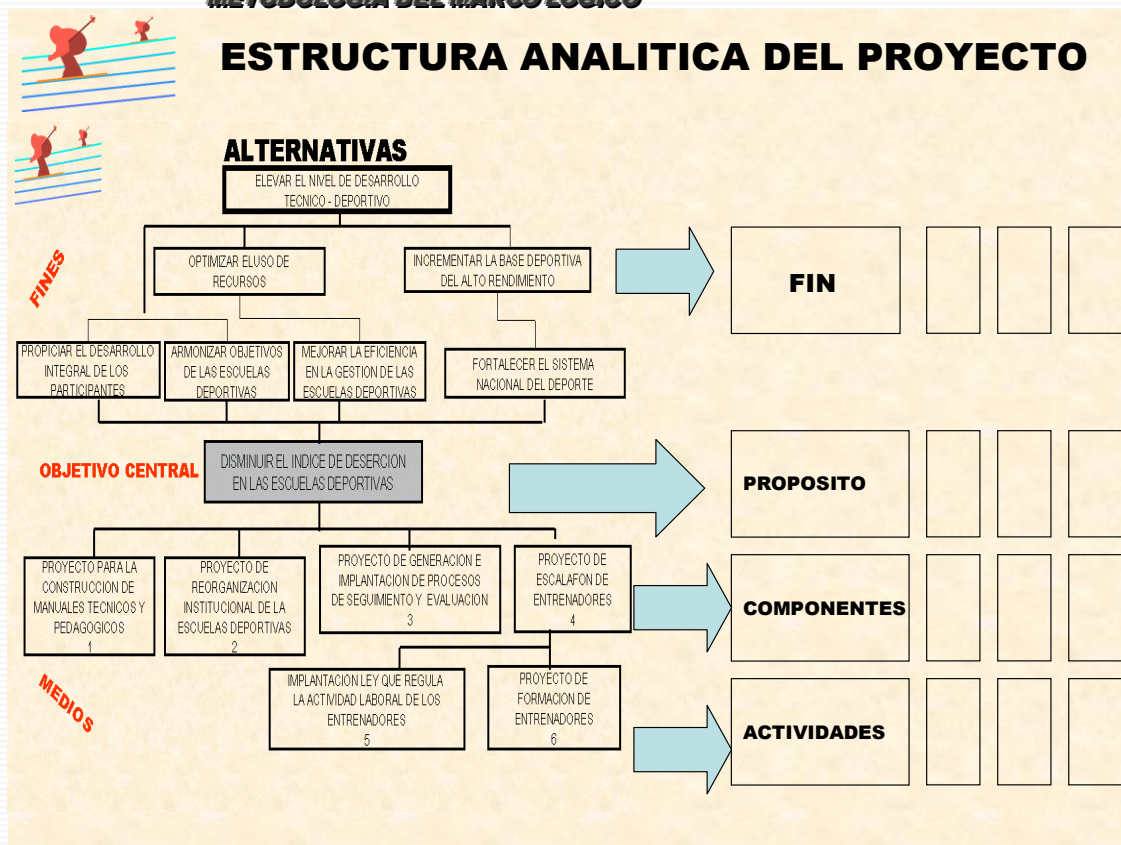 METODOLOGIA DEL MARCO LOGICO
ESTRUCTURA ANALITICA DEL PROYECTO
ALTERNATIVAS
ELEVAR EL NIVEL DE DESARROLLO
TECNICO - DEPORTIVO
FINES
OPTIMIZAR ELUSO DE
RECURSOS
INCREMENTAR LA BASE DEPORTIVA
DEL ALTO RENDIMIENTO
FIN
PROPICIAR EL DESARROLLO
INTEGRAL DE LOS
PARTICIPANTES
ARMONIZAR OBJETIVOS
DE LAS ESCUELAS
DEPORTIVAS
MEJORAR LA EFICIENCIA
EN LA GESTION DE LAS
ESCUELAS DEPORTIVAS
FORTALECER EL SISTEMA
NACIONAL DEL DEPORTE
OBJETIVO CENTRAL
DISMINUIR EL INDICE DE DESERCION
EN LAS ESCUELAS DEPORTIVAS
PROPOSITO
PROYECTO PARA LA
CONSTRUCCION DE
MANUALES TECNICOS Y
PEDAGOGICOS
1
PROYECTO DE
REORGANIZACION
INSTITUCIONAL DE LA
ESCUELAS DEPORTIVAS
2
PROYECTO DE GENERACION E
IMPLANTACION DE PROCESOS
DE SEGUIMIENTO Y EVALUACION
3
PROYECTO DE
ESCALAFON DE
ENTRENADORES
4
COMPONENTES
MEDIOS
IMPLANTACION LEY QUE REGULA
LA ACTIVIDAD LABORAL DE LOS
ENTRENADORES
5
PROYECTO DE
FORMACION DE
ENTRENADORES
6
ACTIVIDADES